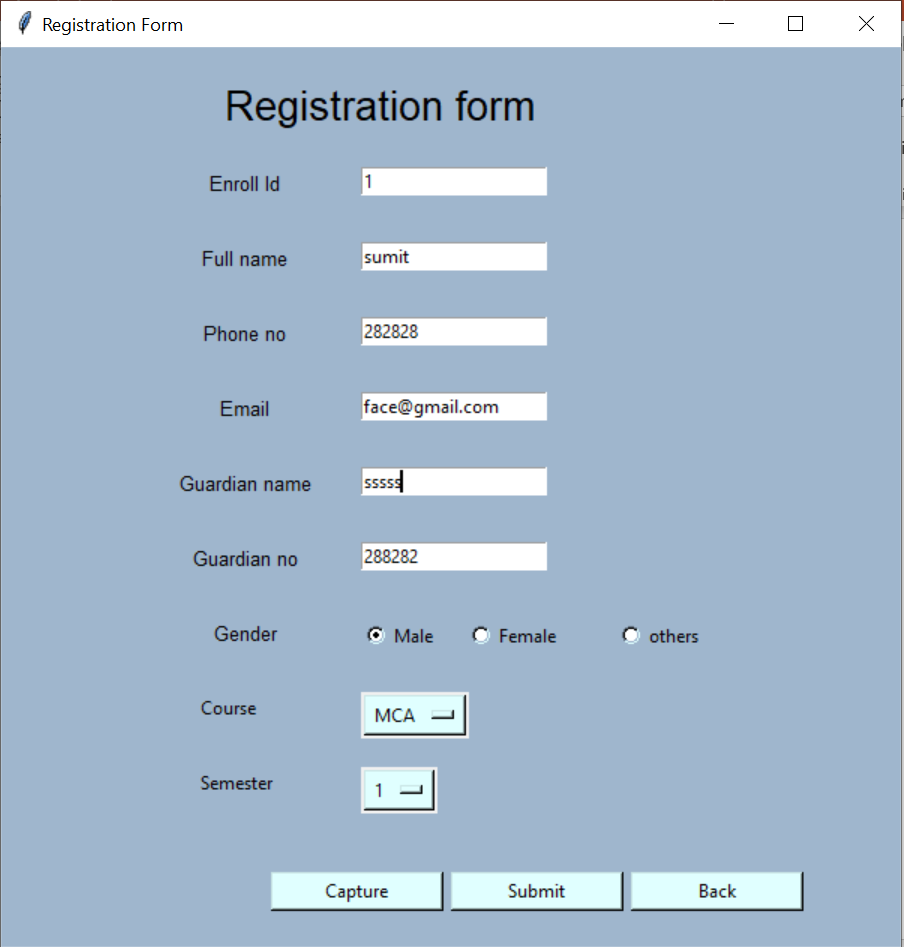 Registration Form
Registration form
Enroll Id 1
Full name sumit
Phone no 282828
Email face@gmail.com
Guardian name sssss
Guardian no 288282
Gender Male Female others
Course MCA
Semester 1
Capture Submit Back